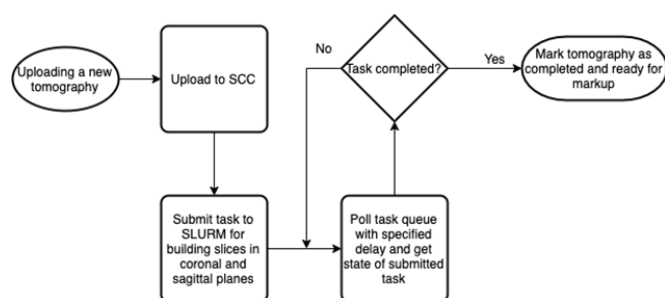 Uploading a new
tomography
Upload to SCC
No
Task completed?
Yes
Mark tomography as
completed and ready for
markup
Submit task to
SLURM for
building slices in
coronal and
sagittal planes
Poll task queue
with specified
delay and get
state of submitted
task